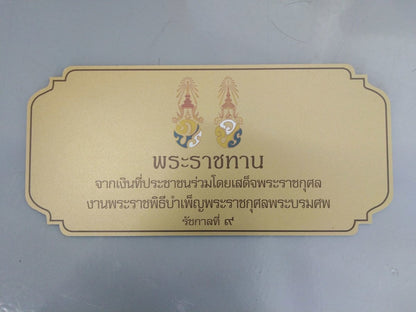 พระราชทาน
จากเงินที่ประชาชนร่วมโดยเสด็จพระราชกุศล
งานพระราชพิธีบำเพ็ญพระราชกุศลพระบรมศพ
รัชกาลที่ ๙